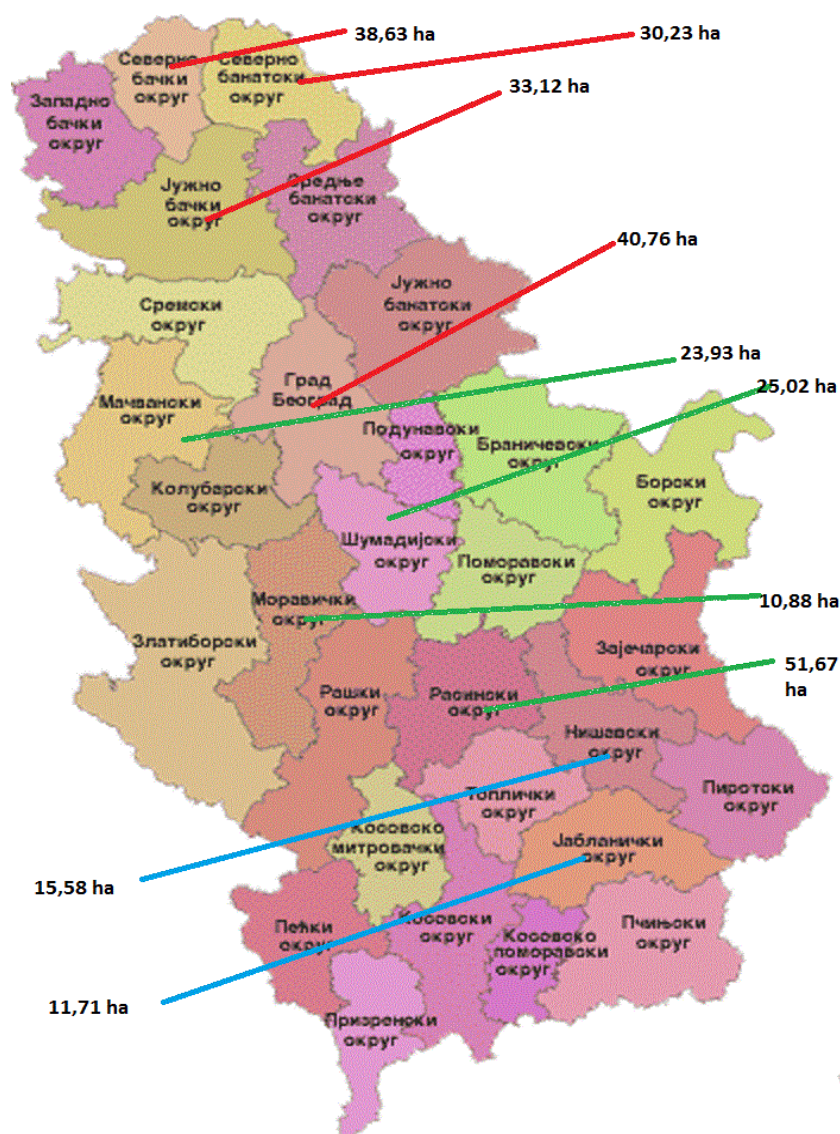 38,63 ha
30,23 ha
Северно
бачки
округ
Северно
банатски
округ
33,12 ha
Западно
бачки
округ
Јужно
бачки
округ
Средње
банатски
округ
40,76 ha
Јужно
банатски
округ
Сремски
округ
23,93 ha
25,02 ha
Град
Београд
Мачвански
округ
Подунавски
округ
Браничевски
округ
Борски
округ
Колубарски
округ
Шумадијски
округ
Поморавски
округ
10,88 ha
Моравички
округ
Златиборски
округ
Зајечарски
округ
51,67
ha
Рашки
округ
Расински
округ
Нишавски
округ
Пиротски
округ
Топлички
округ
Косовско
митровачки
округ
Јабланички
округ
15,58 ha
Пећки
округ
Косовски
округ
Косовско
поморавски
округ
Пчињски
округ
11,71 ha
Призренски
округ